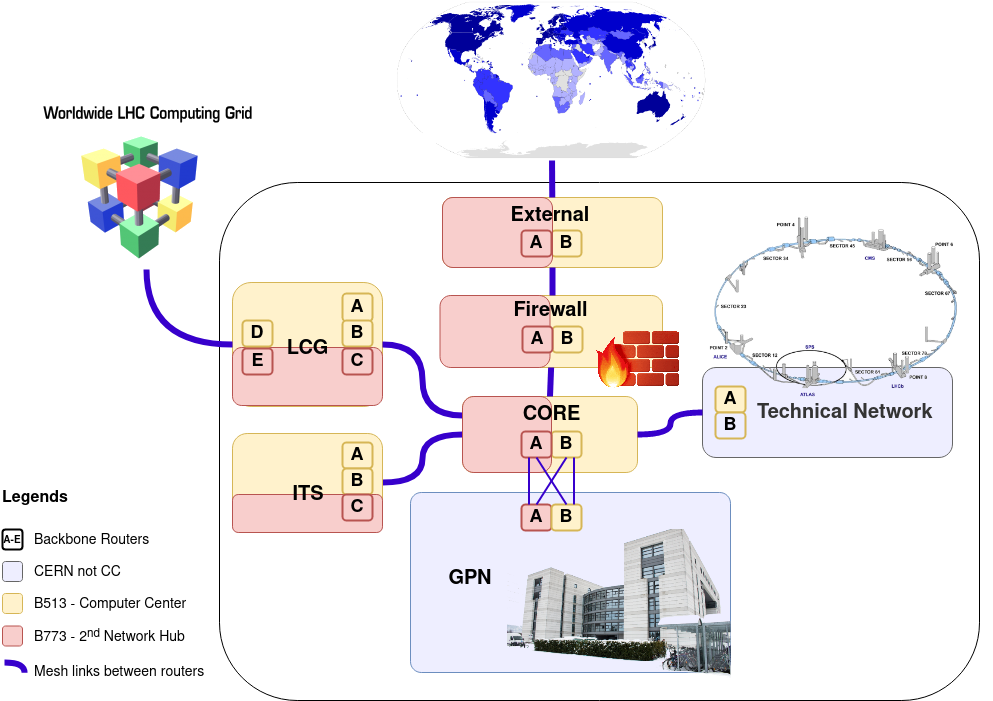 Worldwide LHC Computing Grid
External
A B
Firewall
A B
CORE
A B
A B
GPN
LCG
A
B
C
D
E
ITS
A
B
C
POINT 4
SECTOR 45
CMS
SECTOR 56
POINT 6
SECTOR 34
SECTOR 67
SECTOR 23
POINT 2
ALICE
SECTOR 12
SPS
ATLAS
SECTOR 81
SECTOR 78
POINT 8
LHCb
A
B
Technical Network
Legends
A-E Backbone Routers
CERN not CC
B513 - Computer Center
B773 - 2nd Network Hub
Mesh links between routers